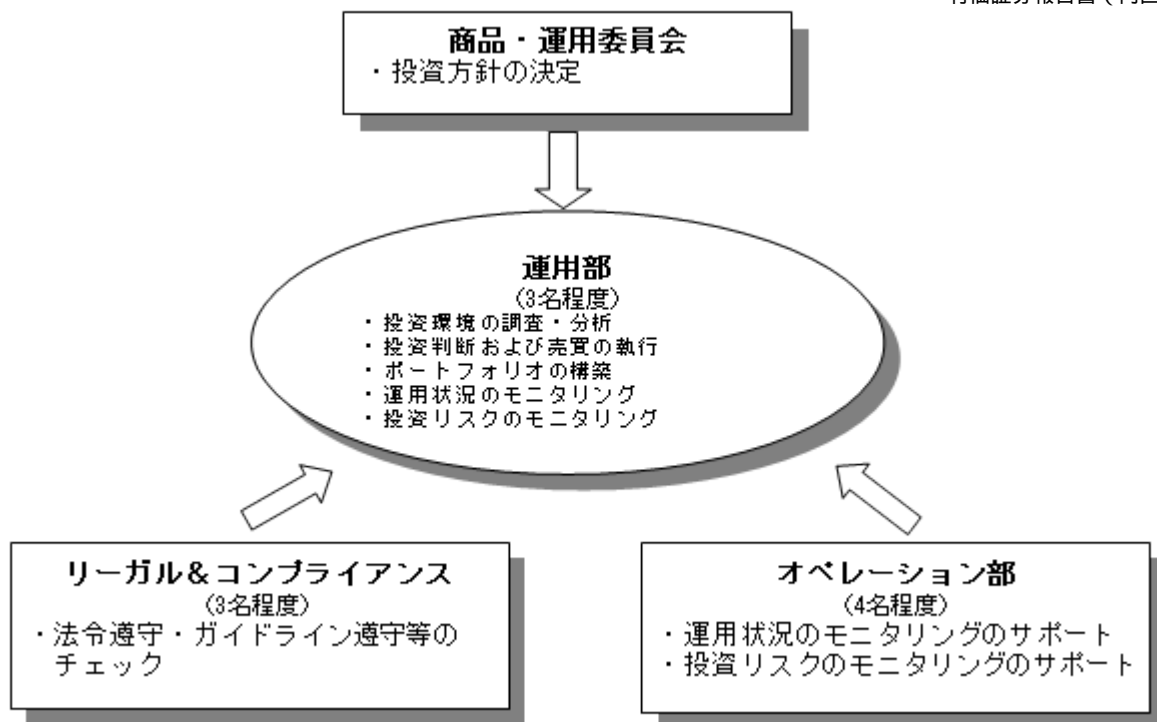 商品・運用委員会
・投資方針の決定
運用部
(3名程度)
・投資環境の調査・分析
・投資判断および売買の執行
・ポートフォリオの構築
・運用状況のモニタリング
・投資リスクのモニタリング
リーガル&コンプライアンス
(3名程度)
・法令遵守・ガイドライン遵守等の
チェック
オペレーション部
(4名程度)
・運用状況のモニタリングのサポート
・投資リスクのモニタリングのサポート